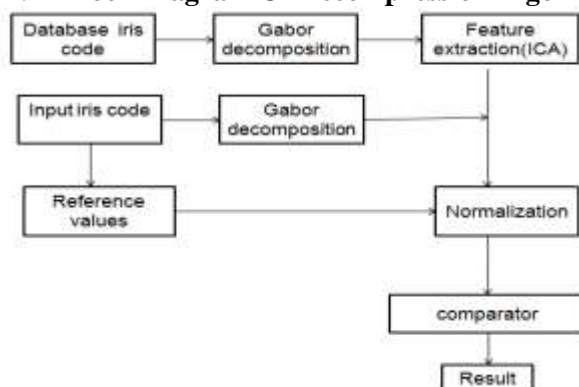 Database iris code
Gabor decomposition
Feature extraction(ICA)
Input iris code
Gabor decomposition
Reference values
Normalization
comparator
Result